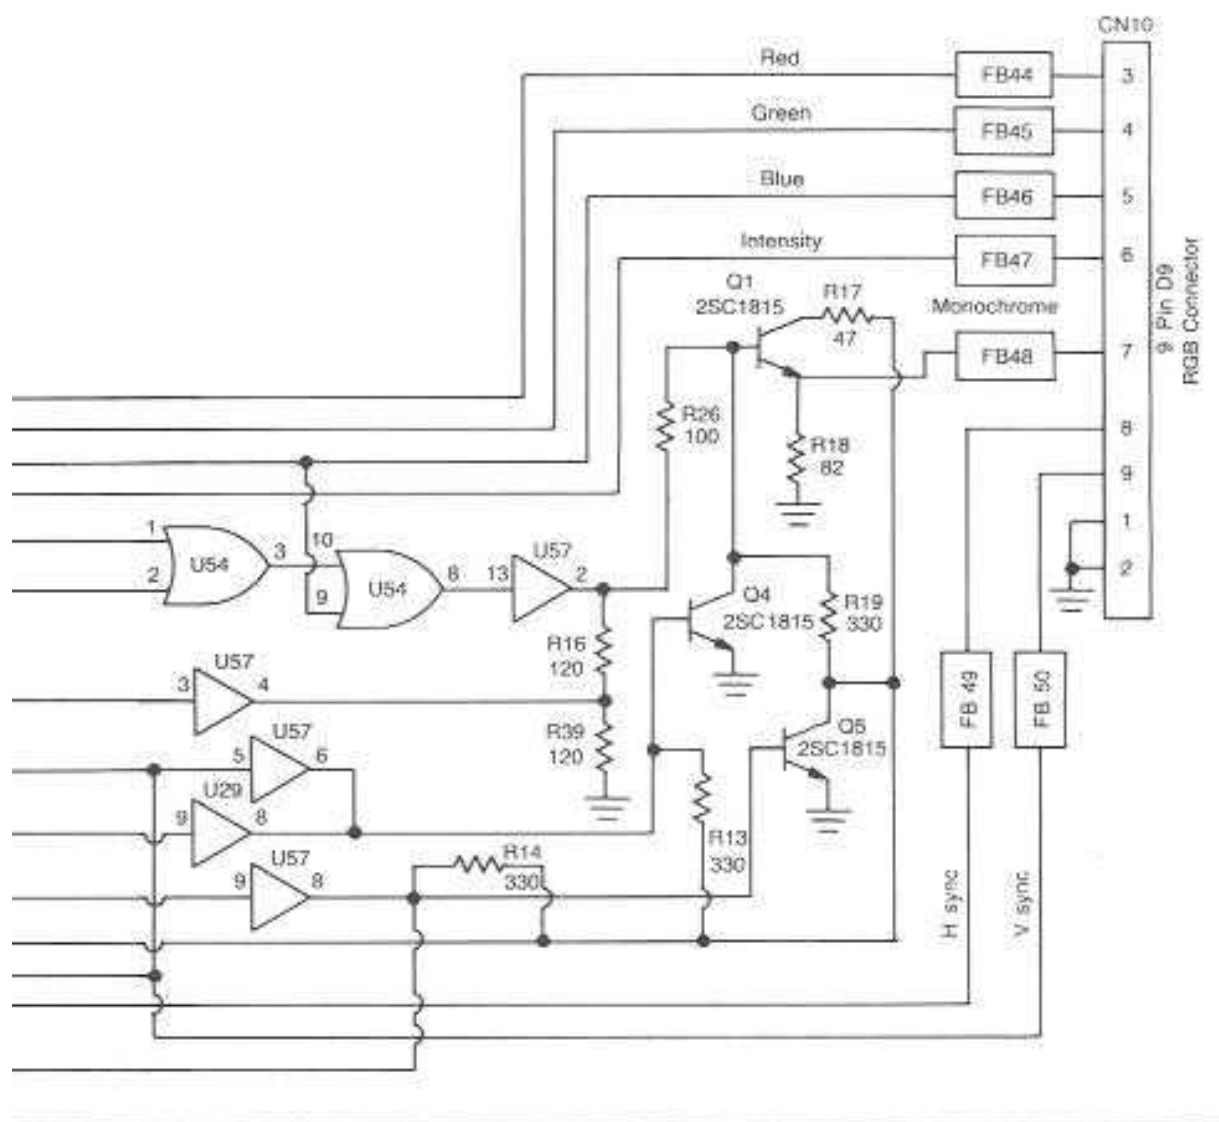 CN10
Red
FB44
3
Green
FB45
4
Blue
FB46
5
Intensity
FB47
6
9 Pin D9
RGB Connector
Q1
2SC1815
R17
47
Monochrome
FB48
7
R26
100
R18
82
8
9
1
2
1
2
U54
3
10
9
U54
8
13
U57
2
Q4
2SC1815
R19
330
R16
120
U57
3
4
FB 49
FB 50
R39
120
Q5
2SC1815
U57
5
6
U29
9
8
R13
330
U57
9
8
R14
330
H sync
V sync